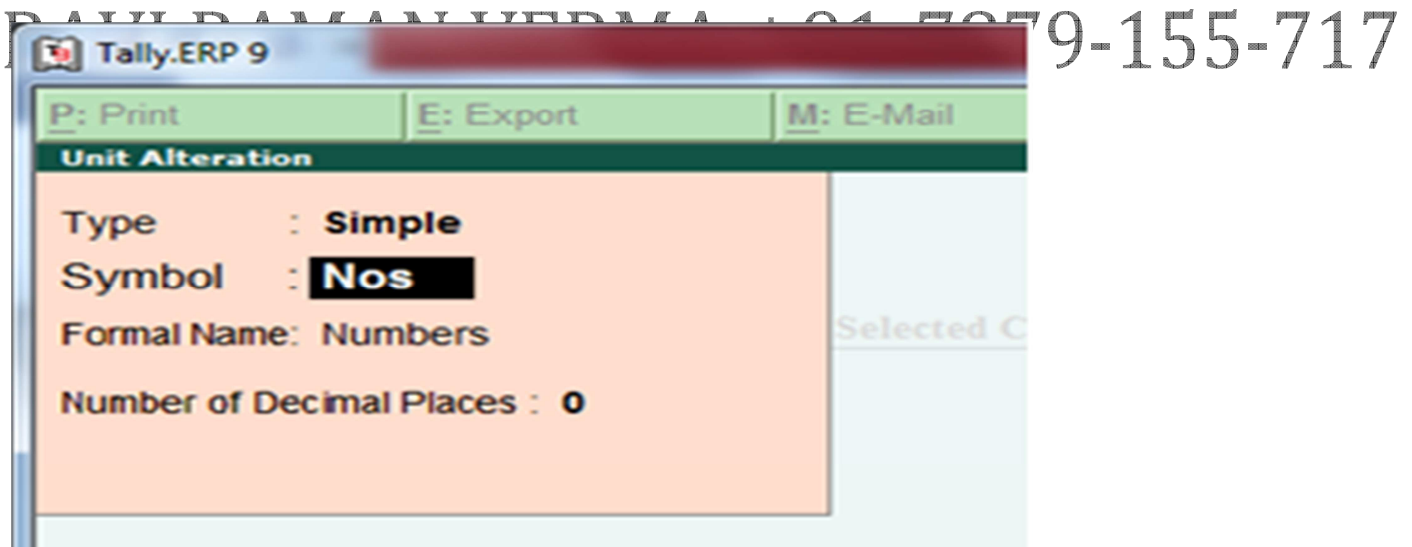 9-155-717
Tally.ERP 9
P: Print E: Export M: E-Mail
Unit Alteration
Type : Simple
Symbol : Nos
Formal Name: Numbers
Selected C
Number of Decimal Places : 0